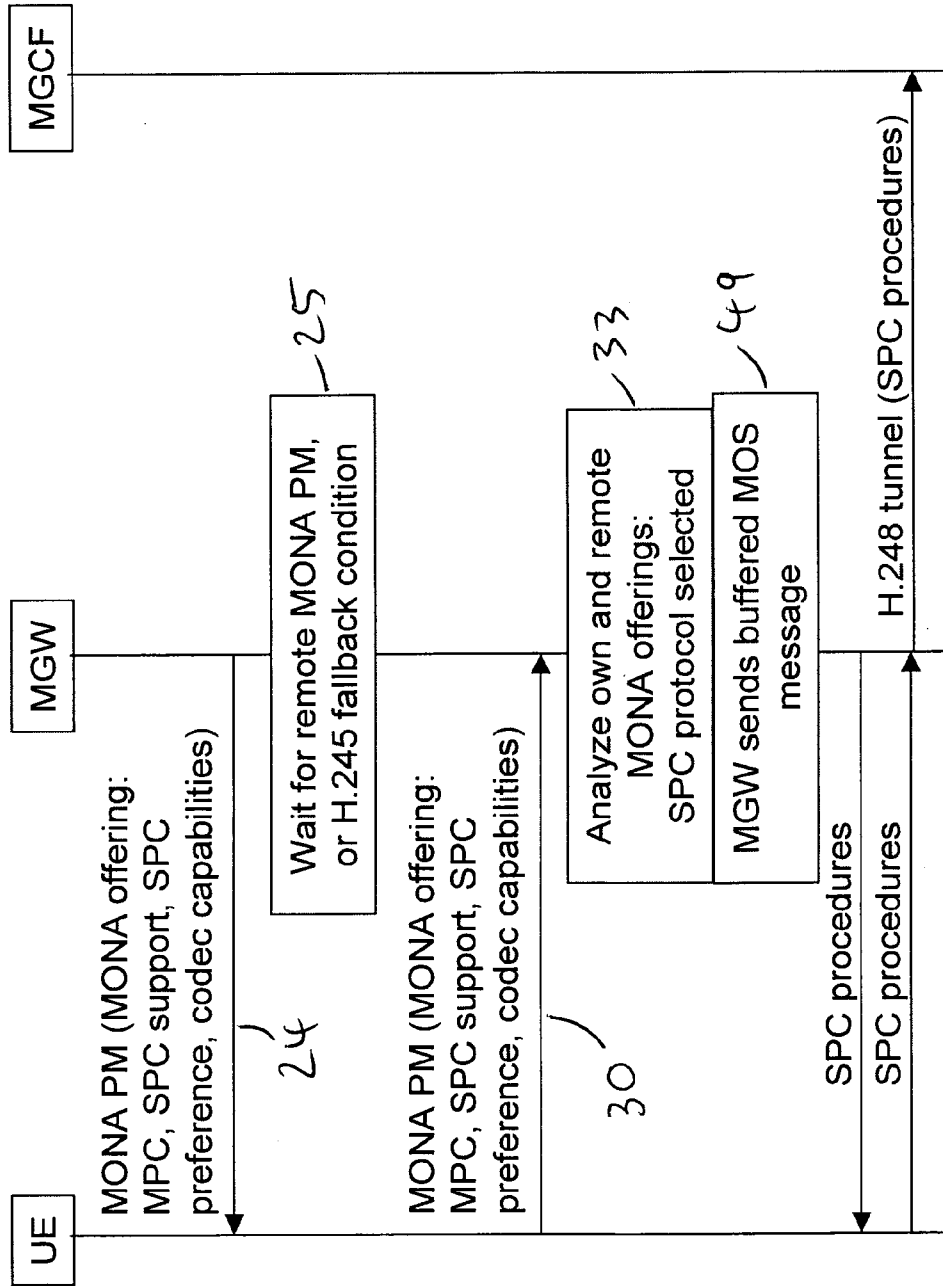 UE
MGW
MGCF
MONA PM (MONA offering:
MPC, SPC support, SPC
preference, codec capabilities)
24
Wait for remote MONA PM,
or H.245 fallback condition
25
MONA PM (MONA offering:
MPC, SPC support, SPC
preference, codec capabilities)
30
Analyze own and remote
MONA offerings:
SPC protocol selected
33
MGW sends buffered MOS
message
49
SPC procedures
SPC procedures
H.248 tunnel (SPC procedures)